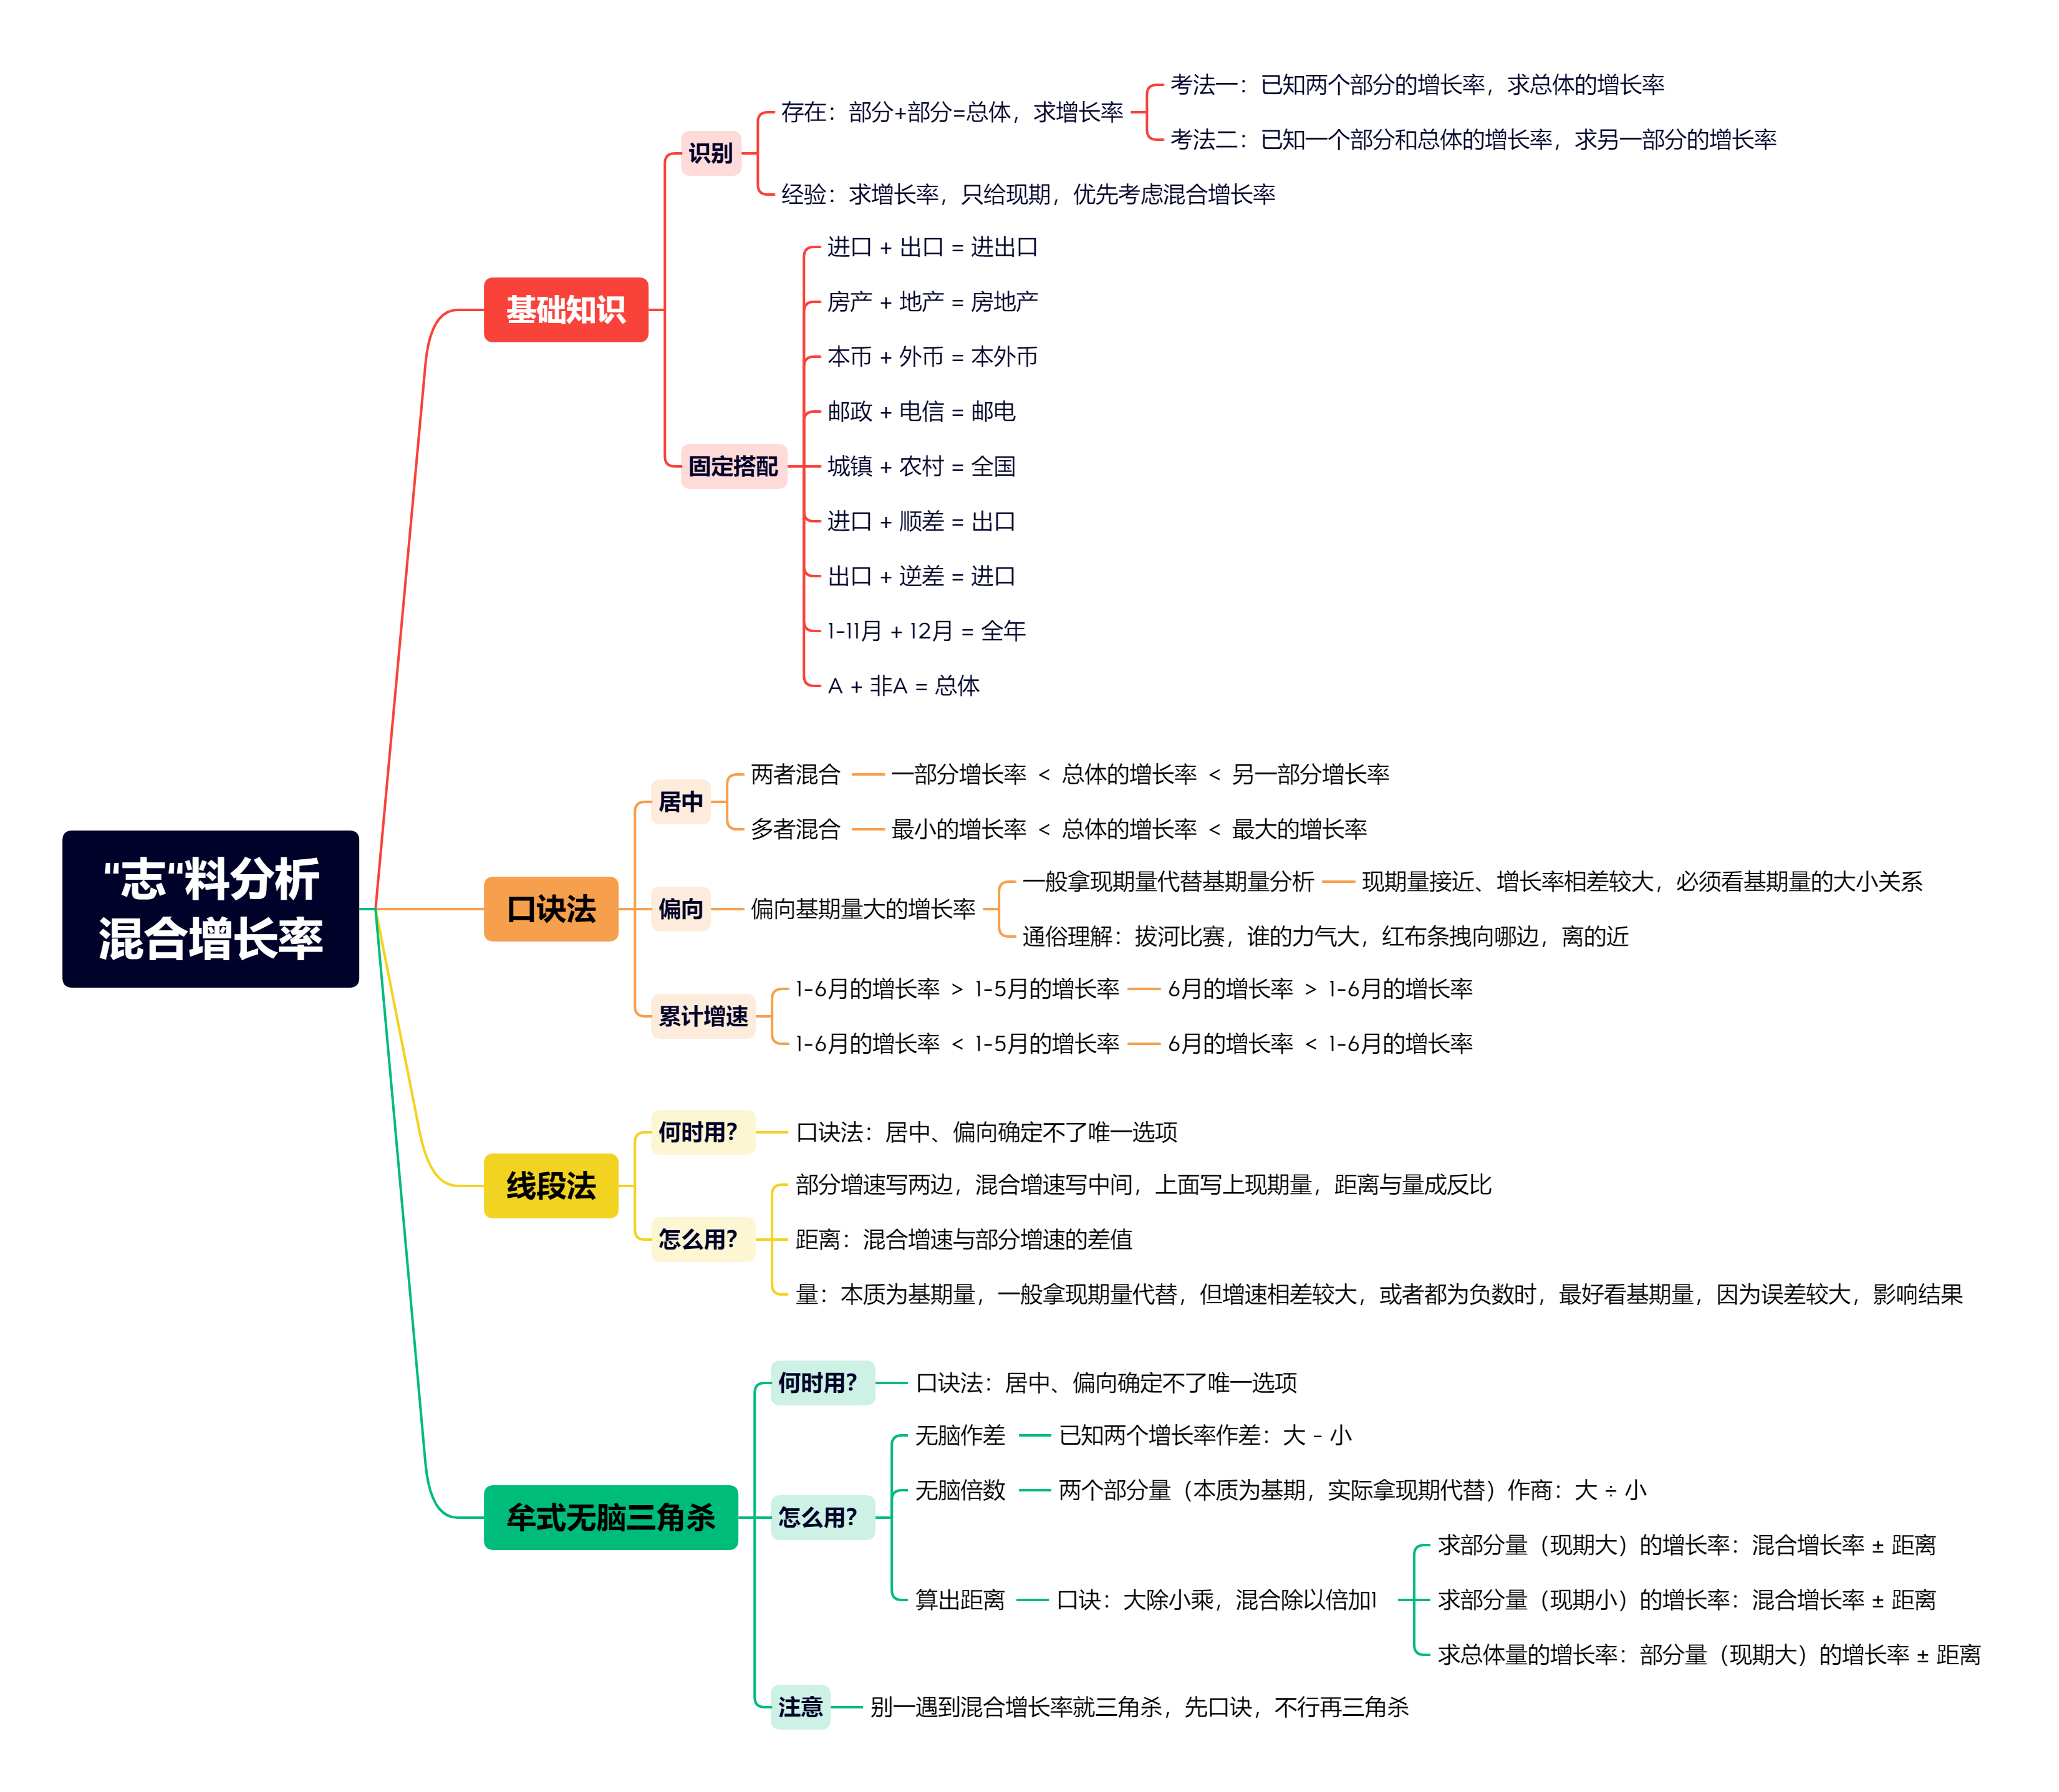 "志"料分析
混合增长率
基础知识
识别
存在：部分+部分=总体，求增长率
考法一：已知两个部分的增长率，求总体的增长率
考法二：已知一个部分和总体的增长率，求另一部分的增长率
经验：求增长率，只给现期，优先考虑混合增长率
固定搭配
进口 + 出口 = 进出口
房产 + 地产 = 房地产
本币 + 外币 = 本外币
邮政 + 电信 = 邮电
城镇 + 农村 = 全国
进口 + 顺差 = 出口
出口 + 逆差 = 进口
1-11月 + 12月 = 全年
A + 非A = 总体
口诀法
居中
两者混合
一部分增长率 < 总体的增长率 < 另一部分增长率
多者混合
最小的增长率 < 总体的增长率 < 最大的增长率
偏向
偏向基期量大的增长率
一般拿现期量代替基期量分析
现期量接近、增长率相差较大，必须看基期量的大小关系
通俗理解：拔河比赛，谁的力气大，红布条拽向哪边，离的近
累计增速
1-6月的增长率 > 1-5月的增长率
6月的增长率 > 1-6月的增长率
1-6月的增长率 < 1-5月的增长率
6月的增长率 < 1-6月的增长率
线段法
何时用？
口诀法：居中、偏向确定不了唯一选项
怎么用？
部分增速写两边，混合增速写中间，上面写上现期量，距离与量成反比
距离：混合增速与部分增速的差值
量：本质为基期量，一般拿现期量代替，但增速相差较大，或者都为负数时，最好看基期量，因为误差较大，影响结果
牟式无脑三角杀
何时用？
口诀法：居中、偏向确定不了唯一选项
怎么用？
无脑作差
已知两个增长率作差：大 - 小
无脑倍数
两个部分量（本质为基期，实际拿现期代替）作商：大 ÷ 小
算出距离
口诀：大除小乘，混合除以倍加1
求部分量（现期大）的增长率：混合增长率 ± 距离
求部分量（现期小）的增长率：混合增长率 ± 距离
求总体量的增长率：部分量（现期大）的增长率 ± 距离
注意
别一遇到混合增长率就三角杀，先口诀，不行再三角杀